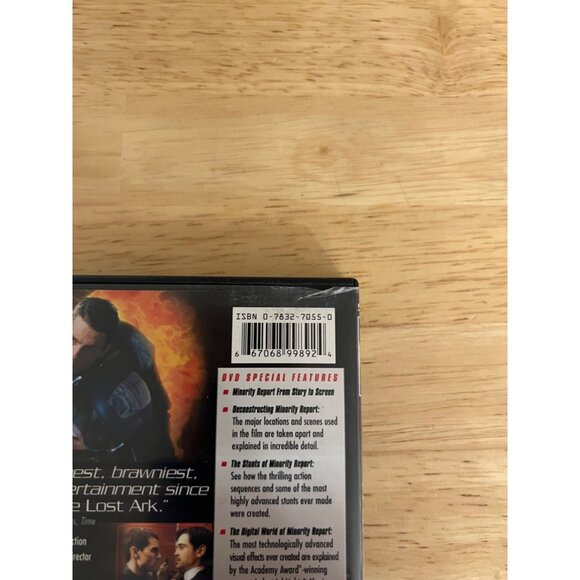 ISBN 0-7832-7055-0
6 67068 99892 4
DVD SPECIAL FEATURES
Minority Report From Story to Screen
Deconstructing Minority Report:
The major locations and scenes used
in the film are taken apart and
explained in incredible detail.
The Stunts of Minority Report:
See how the thrilling action
sequences and some of the most
highly advanced stunts ever made
were created.
The Digital World of Minority Report:
The most technologically advanced
visual effects ever created are explained
by the Academy Award®-winning
est, brawniest,
ertainment since
e Lost Ark."
s, Time
ction
irector